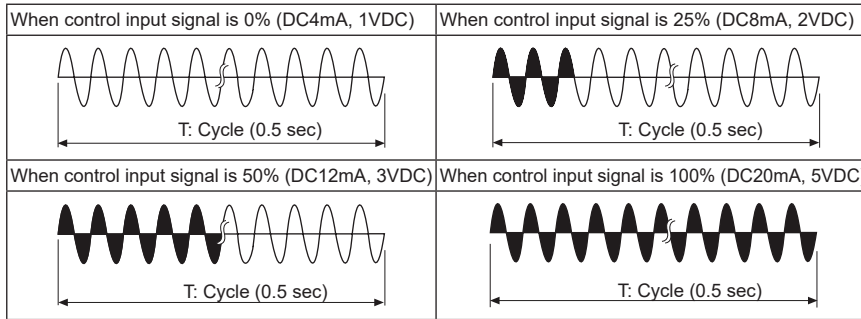 When control input signal is 0% (DC4mA, 1VDC)
When control input signal is 25% (DC8mA, 2VDC)
T: Cycle (0.5 sec)
T: Cycle (0.5 sec)
When control input signal is 50% (DC12mA, 3VDC)
When control input signal is 100% (DC20mA, 5VDC
T: Cycle (0.5 sec)
T: Cycle (0.5 sec)